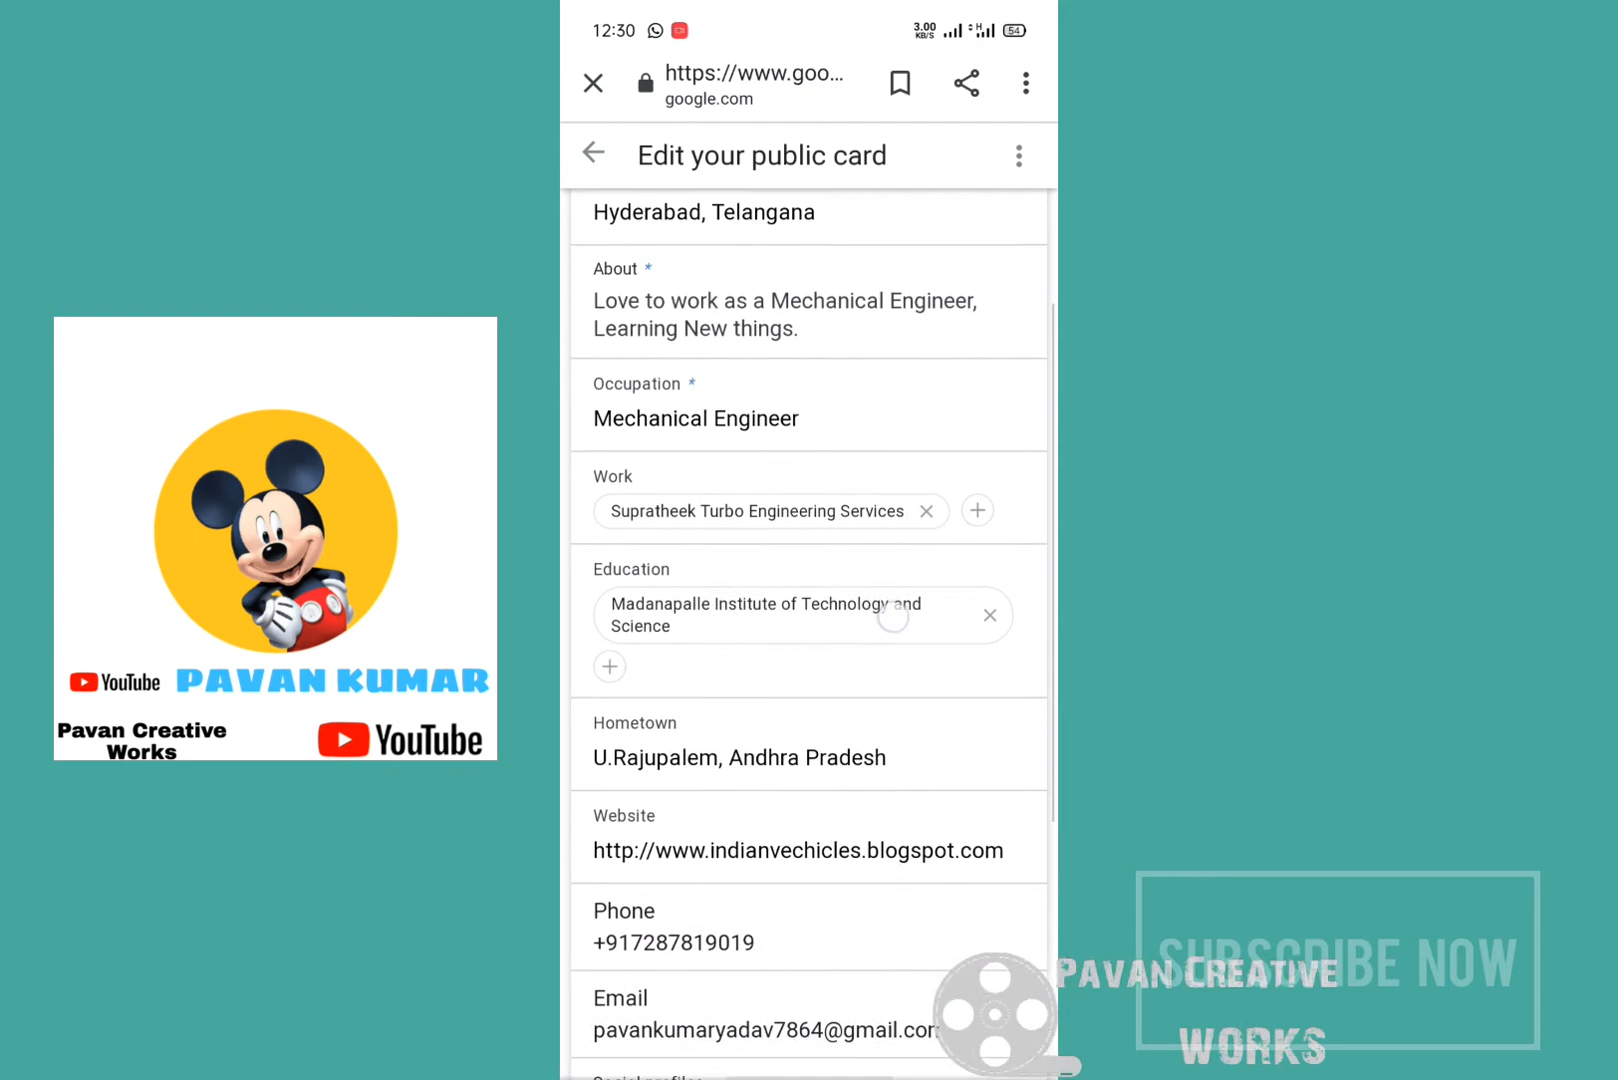 12:30
3.00
KB/S
54
https://www.goo...
google.com
Edit your public card
Hyderabad, Telangana
About *
Love to work as a Mechanical Engineer,
Learning New things.
Occupation *
Mechanical Engineer
Work
Supratheek Turbo Engineering Services
Education
Madanapalle Institute of Technology and
Science
Hometown
U.Rajupalem, Andhra Pradesh
Website
http://www.indianvechicles.blogspot.com
Phone
+917287819019
Email
pavankumaryadav7864@gmail.com
Social profiles
YouTube PAVAN KUMAR
Pavan Creative
Works
YouTube
SUBSCRIBE NOW
PAVAN CREATIVE
WORKS